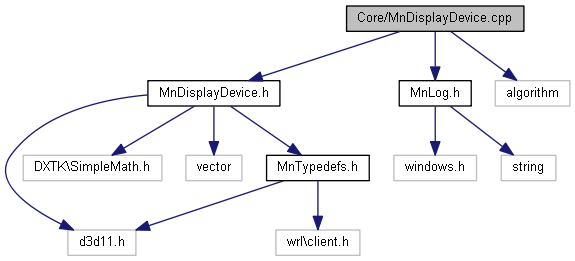 Core/MnDisplayDevice.cpp
MnDisplayDevice.h
MnLog.h
algorithm
DXTK\SimpleMath.h
vector
MnTypedefs.h
windows.h
string
d3d11.h
wrl\client.h